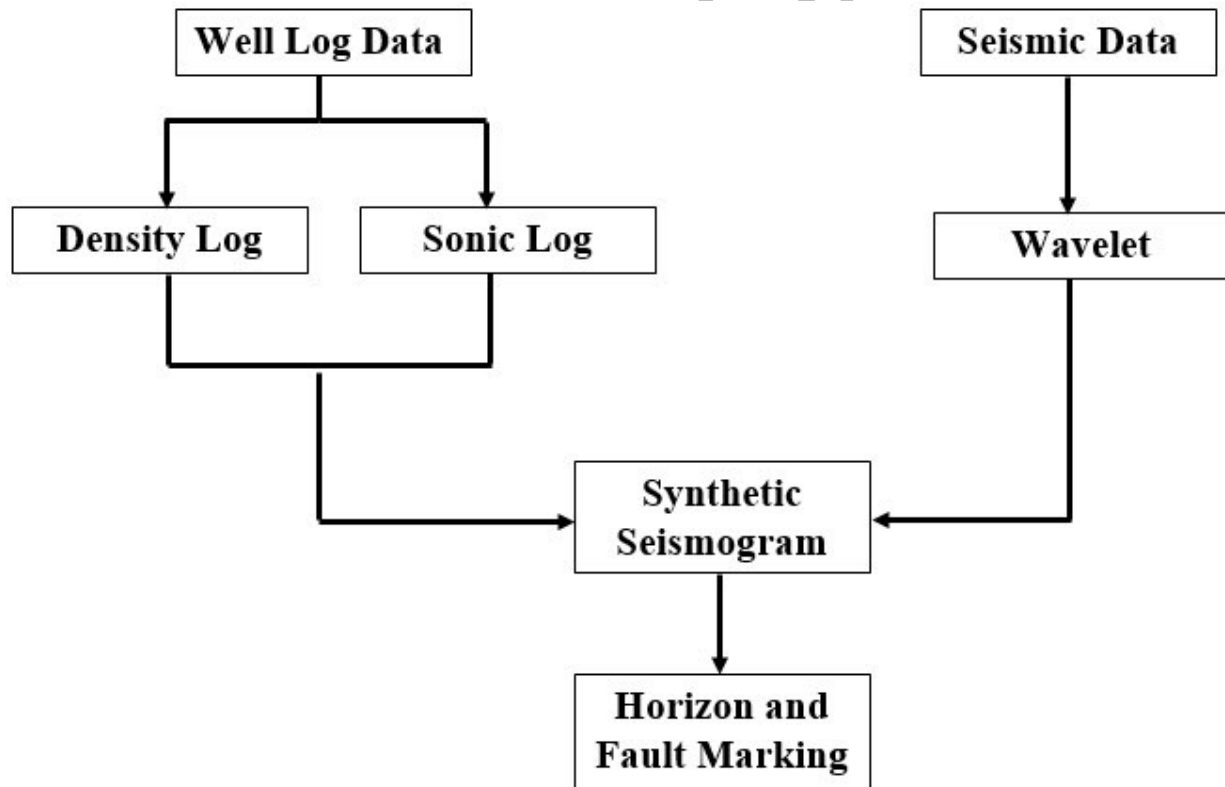 Well Log Data
Seismic Data
Density Log
Sonic Log
Wavelet
Synthetic
Seismogram
Horizon and
Fault Marking